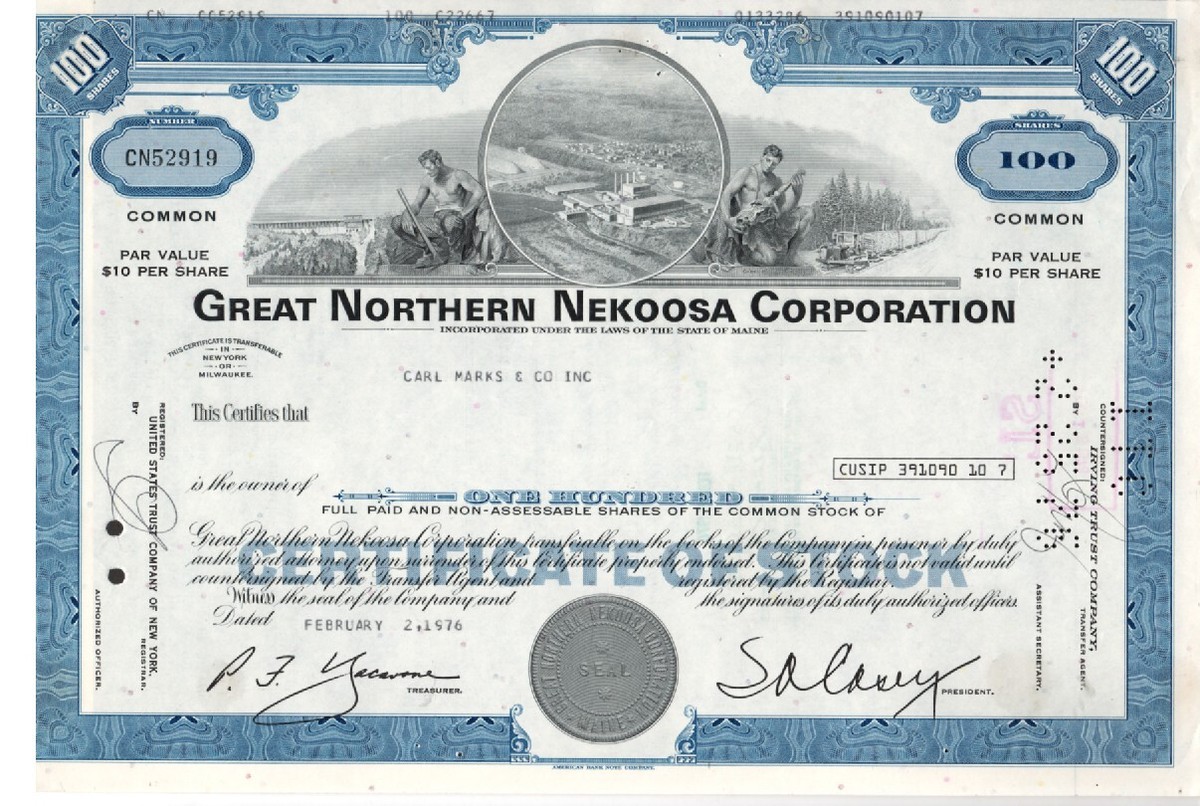 100
SHARES
100
SHARES
NUMBER
CN52919
SHARES
100
COMMON
COMMON
PAR VALUE
$10 PER SHARE
PAR VALUE
$10 PER SHARE
GREAT NORTHERN NEKOOSA CORPORATION
INCORPORATED UNDER THE LAWS OF THE STATE OF MAINE
THIS CERTIFICATE IS TRANSFERABLE
IN
NEW YORK
OR
MILWAUKEE.
CARL MARKS & CO INC
This Certifies that
CUSIP 391090 10 7
is the owner of
ONE HUNDRED
FULL PAID AND NON-ASSESSABLE SHARES OF THE COMMON STOCK OF
CERTIFICATE OF STOCK
Great Northern Nekoosa Corporation transferable on the books of the Company in person or by duly
authorized attorney upon surrender of this Certificate properly endorsed. This Certificate is not valid until
countersigned by the Transfer Agent and registered by the Registrar.
Witness the seal of the Company and the signatures of its duly authorized officers.
Dated FEBRUARY 2,1976
SEAL
MAINE
P. F. Yacavone
TREASURER.
PRESIDENT.
REGISTERED:
UNITED STATES TRUST COMPANY OF NEW YORK,
REGISTRAR.
BY
AUTHORIZED OFFICER.
COUNTERSIGNED:
IRVING TRUST COMPANY,
TRANSFER AGENT.
BY
ASSISTANT SECRETARY.
AMERICAN BANK NOTE COMPANY.